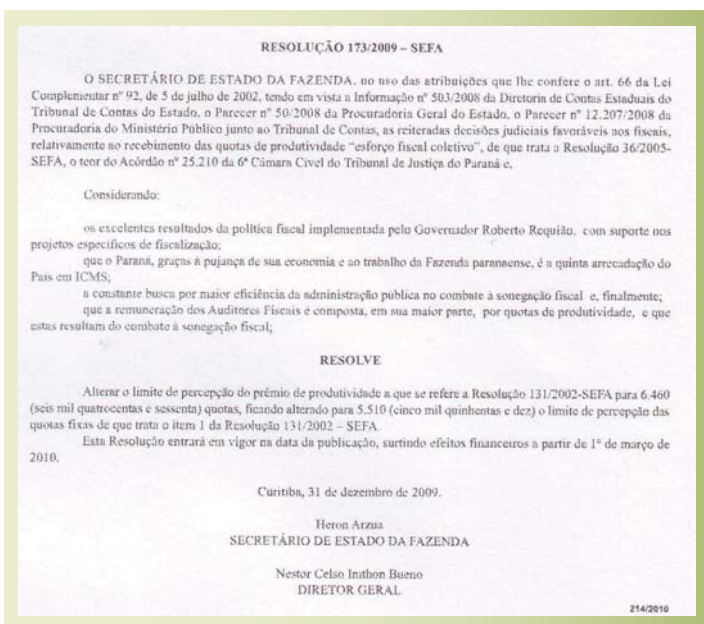 RESOLUÇÃO 173/2009 – SEFA
O SECRETÁRIO DE ESTADO DA FAZENDA, no uso das atribuições que lhe confere o art. 66 da Lei
Complementar nº 92, de 5 de julho de 2002, tendo em vista a Informação nº 503/2008 da Diretoria de Contas Estaduais do
Tribunal de Contas do Estado, o Parecer nº 50/2008 da Procuradoria Geral do Estado, o Parecer nº 12.207/2008 da
Procuradoria do Ministério Público junto ao Tribunal de Contas, as reiteradas decisões judiciais favoráveis aos fiscais,
relativamente ao recebimento das quotas de produtividade “esforço fiscal coletivo”, de que trata a Resolução 36/2005-
SEFA, o teor do Acórdão nº 25.210 da 6ª Câmara Cível do Tribunal de Justiça do Paraná e,
Considerando:
os excelentes resultados da política fiscal implementada pelo Governador Roberto Requião, com suporte nos
projetos específicos de fiscalização;
que o Paraná, graças à pujança de sua economia e ao trabalho da Fazenda paranaense, é a quinta arrecadação do
País em ICMS;
a constante busca por maior eficiência da administração pública no combate à sonegação fiscal e, finalmente;
que a remuneração dos Auditores Fiscais é composta, em sua maior parte, por quotas de produtividade, e que
estas resultam do combate à sonegação fiscal;
RESOLVE
Alterar o limite de percepção do prêmio de produtividade a que se refere a Resolução 131/2002-SEFA para 6.460
(seis mil quatrocentas e sessenta) quotas, ficando alterado para 5.510 (cinco mil quinhentas e dez) o limite de percepção das
quotas fixas de que trata o item 1 da Resolução 131/2002 – SEFA.
Esta Resolução entrará em vigor na data da publicação, surtindo efeitos financeiros a partir de 1º de março de
2010.
Curitiba, 31 de dezembro de 2009.
Heron Arzua
SECRETÁRIO DE ESTADO DA FAZENDA
Nestor Celso Imthon Bueno
DIRETOR GERAL
214/2010